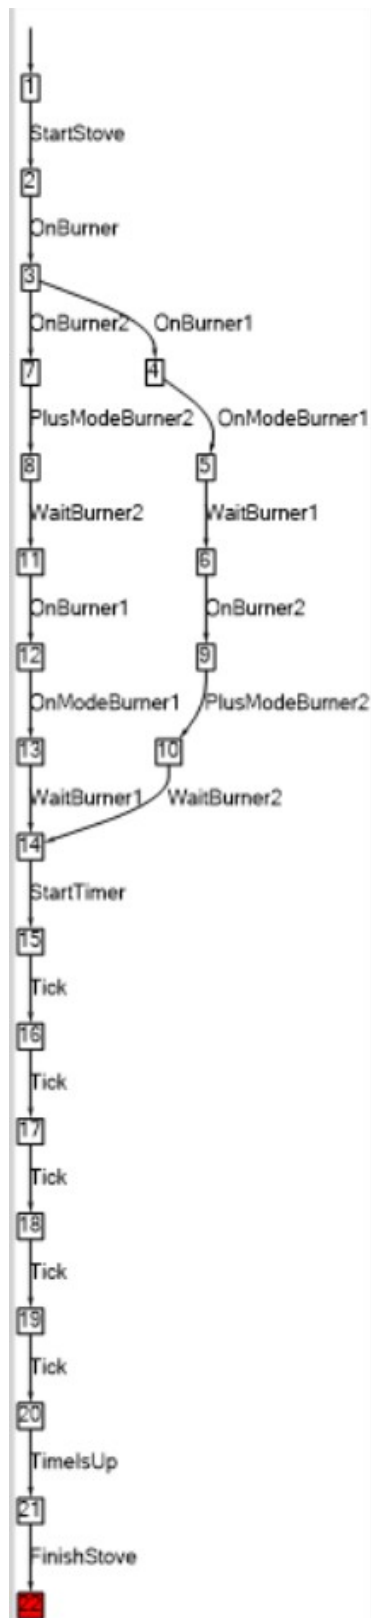 1
StartStove
2
OnBurner
3
OnBurner2 OnBurner1
7 4
PlusModeBurner2 OnModeBurner1
8 5
WaitBurner2 WaitBurner1
11 6
OnBurner1 OnBurner2
12 9
OnModeBurner1 PlusModeBurner2
13 10
WaitBurner1 WaitBurner2
14
StartTimer
15
Tick
16
Tick
17
Tick
18
Tick
19
Tick
20
TimeIsUp
21
FinishStove
22